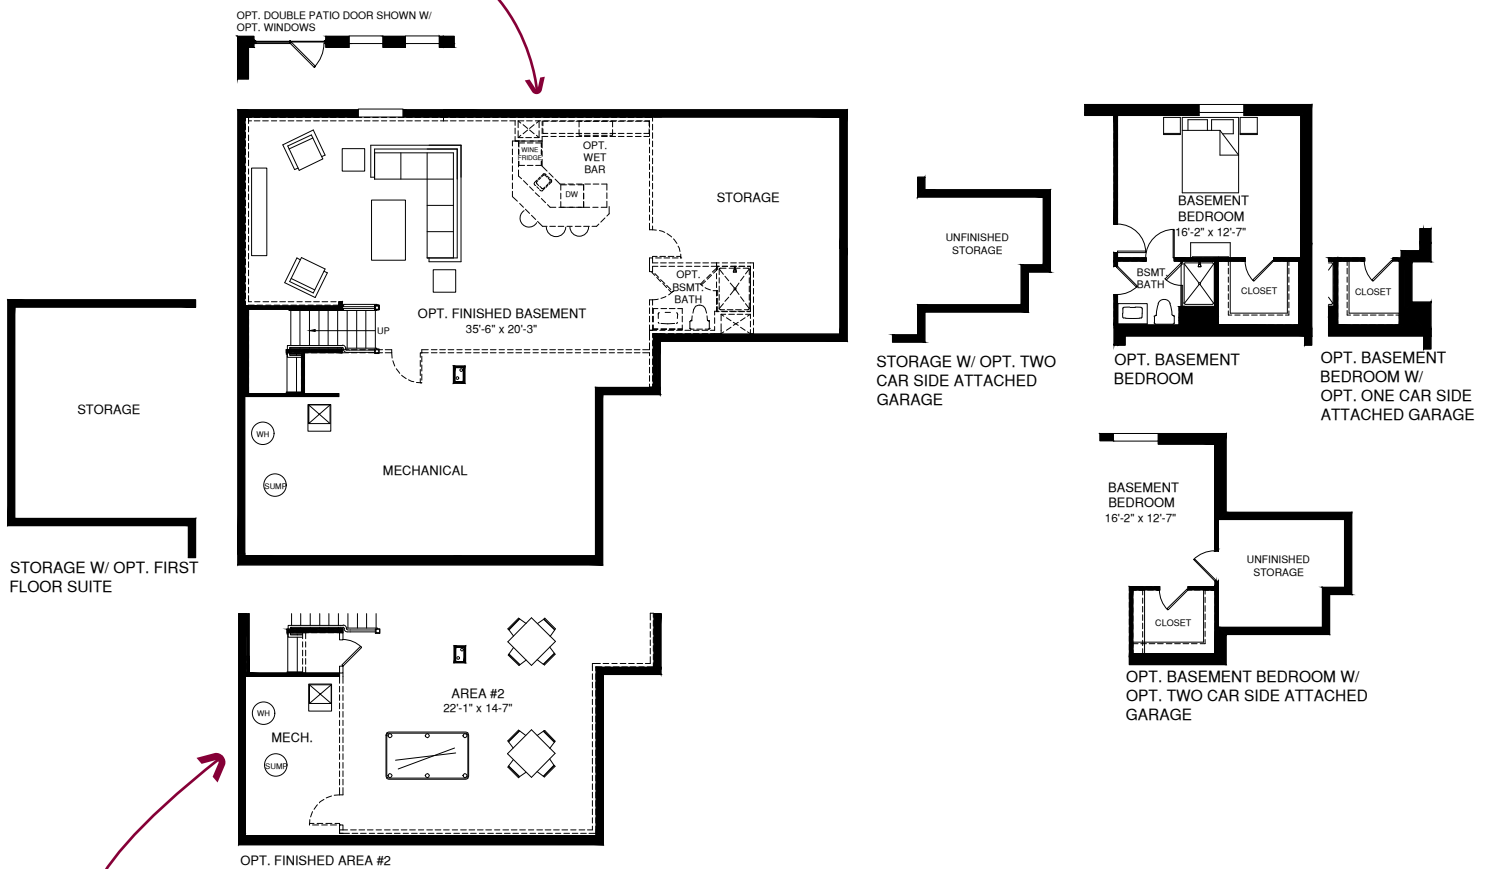 OPT. DOUBLE PATIO DOOR SHOWN W/
OPT. WINDOWS
WINE
FRIDGE
OPT.
WET
BAR
DW
STORAGE
OPT.
BSMT.
BATH
OPT. FINISHED BASEMENT
35'-6" x 20'-3"
UP
WH
SUMP
MECHANICAL
STORAGE
STORAGE W/ OPT. FIRST
FLOOR SUITE
UNFINISHED
STORAGE
STORAGE W/ OPT. TWO
CAR SIDE ATTACHED
GARAGE
BASEMENT
BEDROOM
16'-2" x 12'-7"
BSMT.
BATH
CLOSET
OPT. BASEMENT
BEDROOM
CLOSET
OPT. BASEMENT
BEDROOM W/
OPT. ONE CAR SIDE
ATTACHED GARAGE
BASEMENT
BEDROOM
16'-2" x 12'-7"
UNFINISHED
STORAGE
CLOSET
OPT. BASEMENT BEDROOM W/
OPT. TWO CAR SIDE ATTACHED
GARAGE
AREA #2
22'-1" x 14-7"
WH
MECH.
SUMP
OPT. FINISHED AREA #2